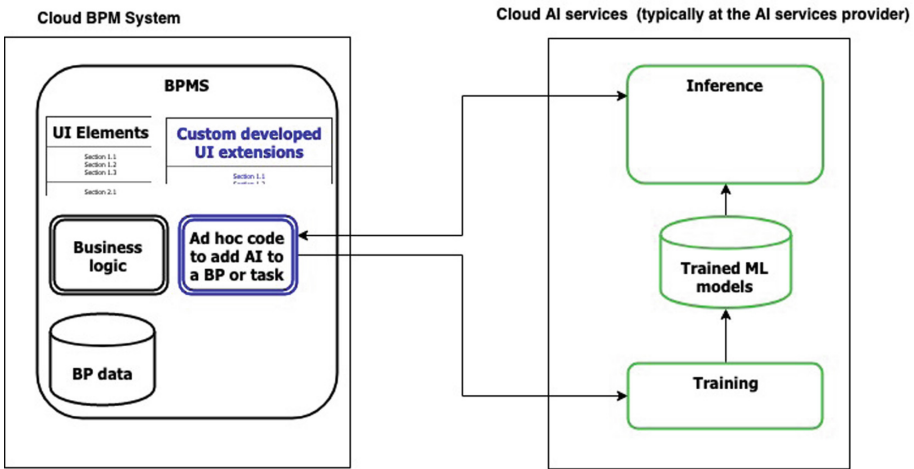 Cloud BPM System
Cloud AI services (typically at the AI services provider)
BPMS
UI Elements
Section 1.1
Section 1.2
Section 1.3
Section 2.1
Custom developed
UI extensions
Section 1.1
Business
logic
Ad hoc code
to add AI to
a BP or task
BP data
Inference
Trained ML
models
Training